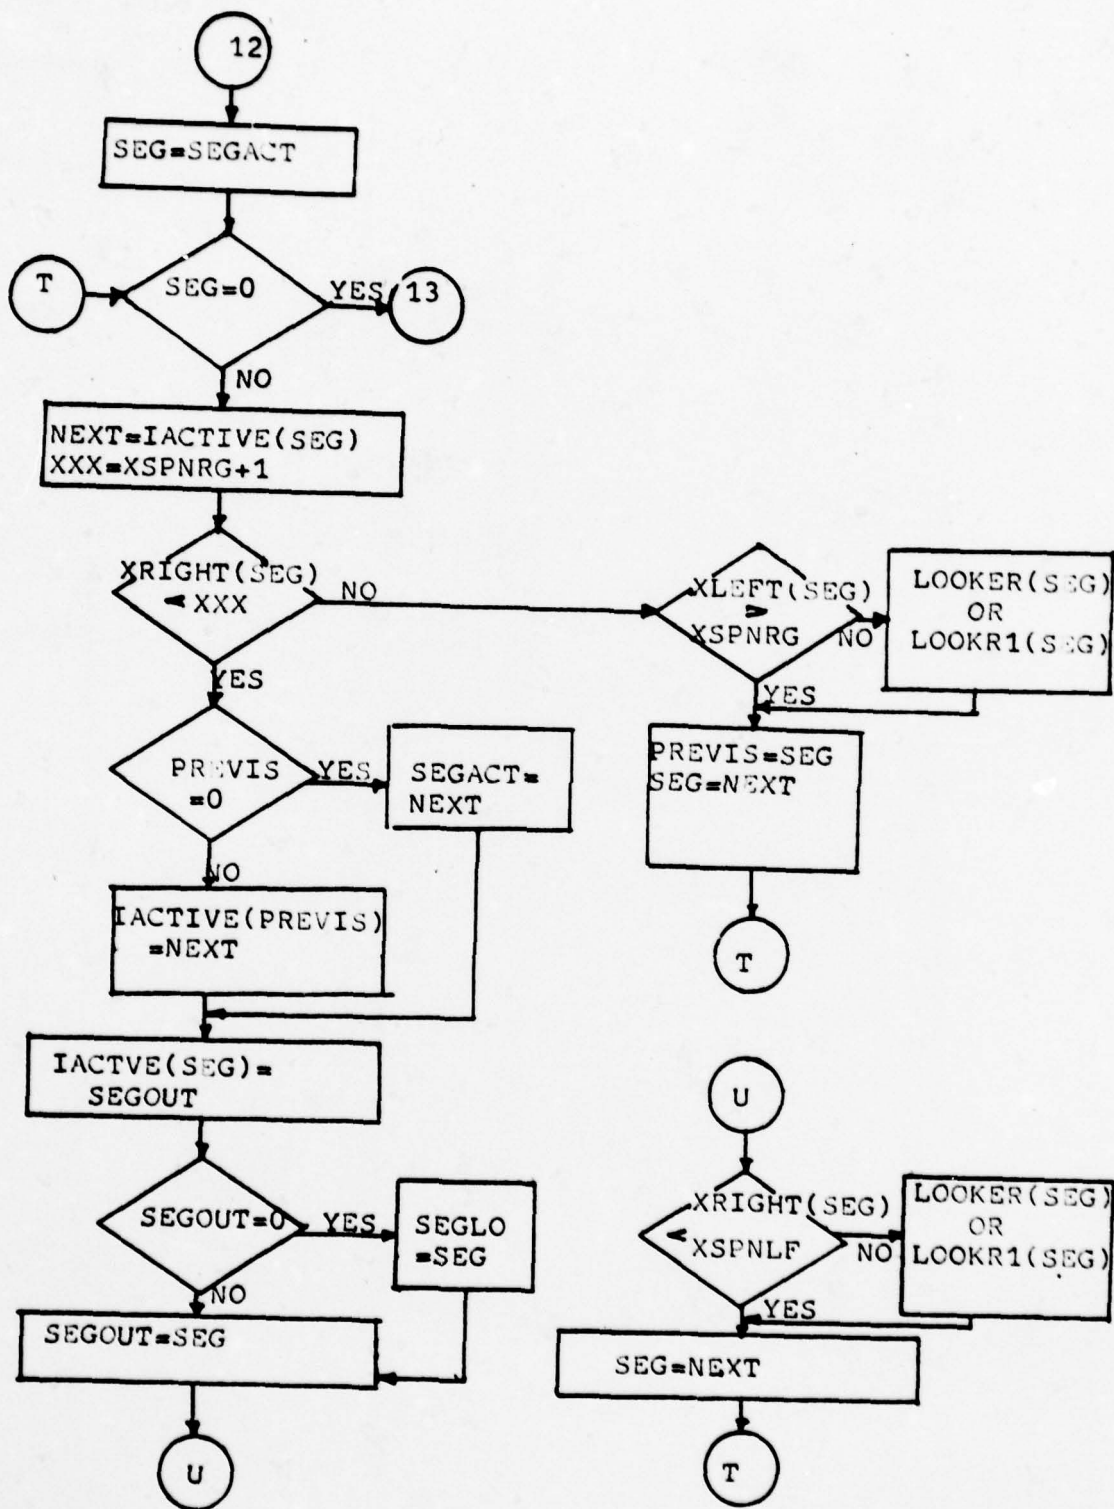 12
SEG=SEGACT
T
SEG=0
YES
13
NO
NEXT=IACTIVE(SEG)
XXX=XSPNRG+1
XRIGHT(SEG)
< XXX
NO
XLEFT(SEG)
>
XSPNRG
NO
LOOKER(SEG)
OR
LOOKR1(SEG)
YES
YES
PREVIS=SEG
SEG=NEXT
PREVIS
=0
YES
SEGACT=
NEXT
NO
IACTIVE(PREVIS)
=NEXT
T
IACTVE(SEG)=
SEGOUT
U
SEGOUT=0
YES
SEGLO
=SEG
XRIGHT(SEG)
<
XSPNLF
NO
LOOKER(SEG)
OR
LOOKR1(SEG)
NO
YES
SEGOUT=SEG
SEG=NEXT
U
T